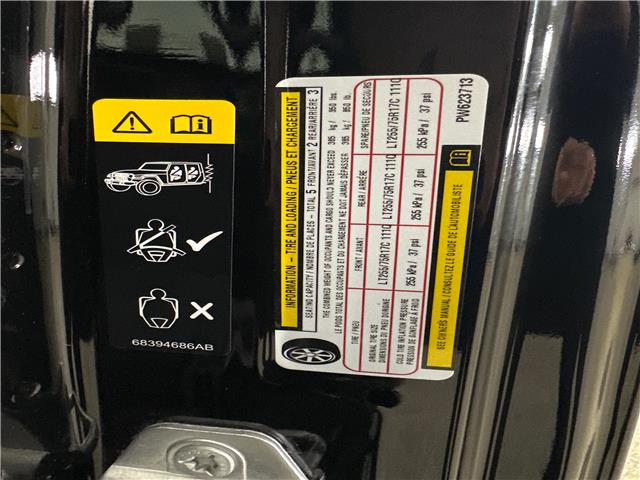 68394686AB
INFORMATION – TIRE AND LOADING / PNEUS ET CHARGEMENT
SEATING CAPACITY / NOMBRE DE PLACES – TOTAL 5 FRONT/AVANT 2 REAR/ARRIÈRE 3
THE COMBINED WEIGHT OF OCCUPANTS AND CARGO SHOULD NEVER EXCEED 385 kg / 850 lbs.
LE POIDS TOTAL DES OCCUPANTS ET DU CHARGEMENT NE DOIT JAMAIS DÉPASSER 385 kg / 850 lb.
TIRE / PNEU FRONT / AVANT REAR / ARRIÈRE SPARE/PNEU DE SECOURS
ORIGINAL TIRE SIZE
DIMENSIONS DU PNEU D'ORIGINE
LT255/75R17C 111Q LT255/75R17C 111Q LT255/75R17C 111Q
COLD TIRE INFLATION PRESSURE
PRESSION DE GONFLAGE À FROID
255 kPa / 37 psi 255 kPa / 37 psi 255 kPa / 37 psi
SEE OWNERS MANUAL / CONSULTEZ LE GUIDE DE L'AUTOMOBILISTE
PW623713